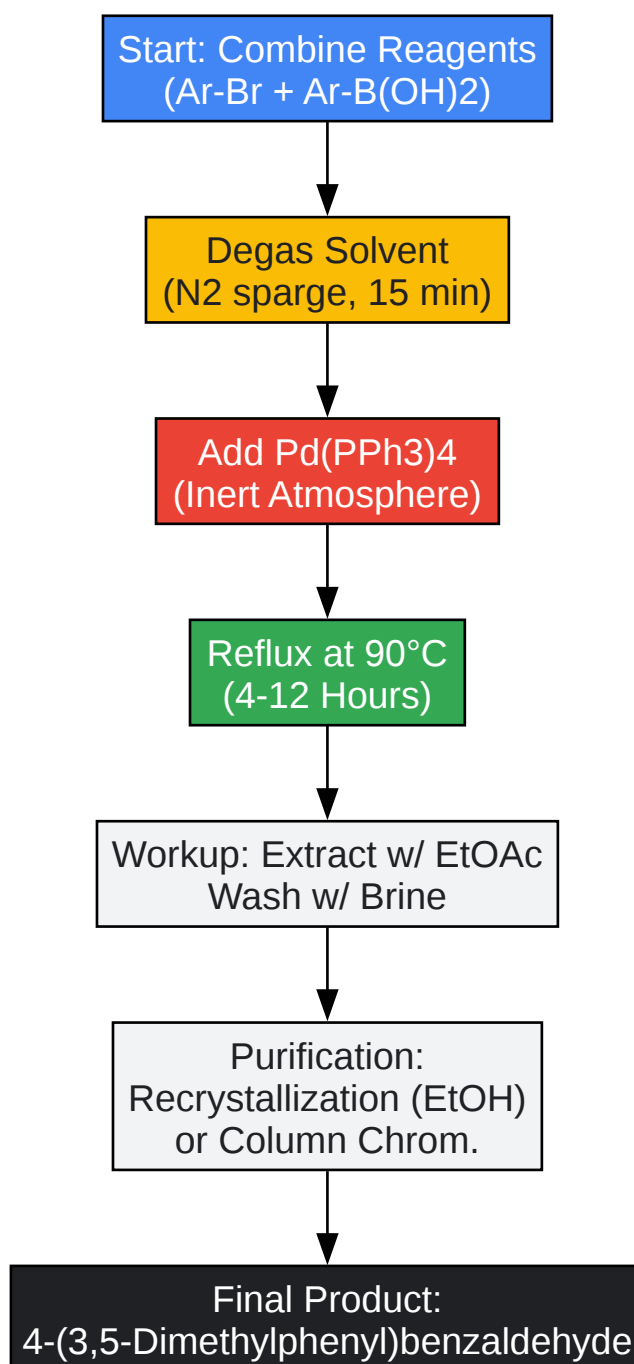 Start: Combine Reagents
(Ar-Br + Ar-B(OH)2)
Degas Solvent
(N2 sparge, 15 min)
Add Pd(PPh3)4
(Inert Atmosphere)
Reflux at 90°C
(4-12 Hours)
Workup: Extract w/ EtOAc
Wash w/ Brine
Purification:
Recrystallization (EtOH)
or Column Chrom.
Final Product:
4-(3,5-Dimethylphenyl)benzaldehyde